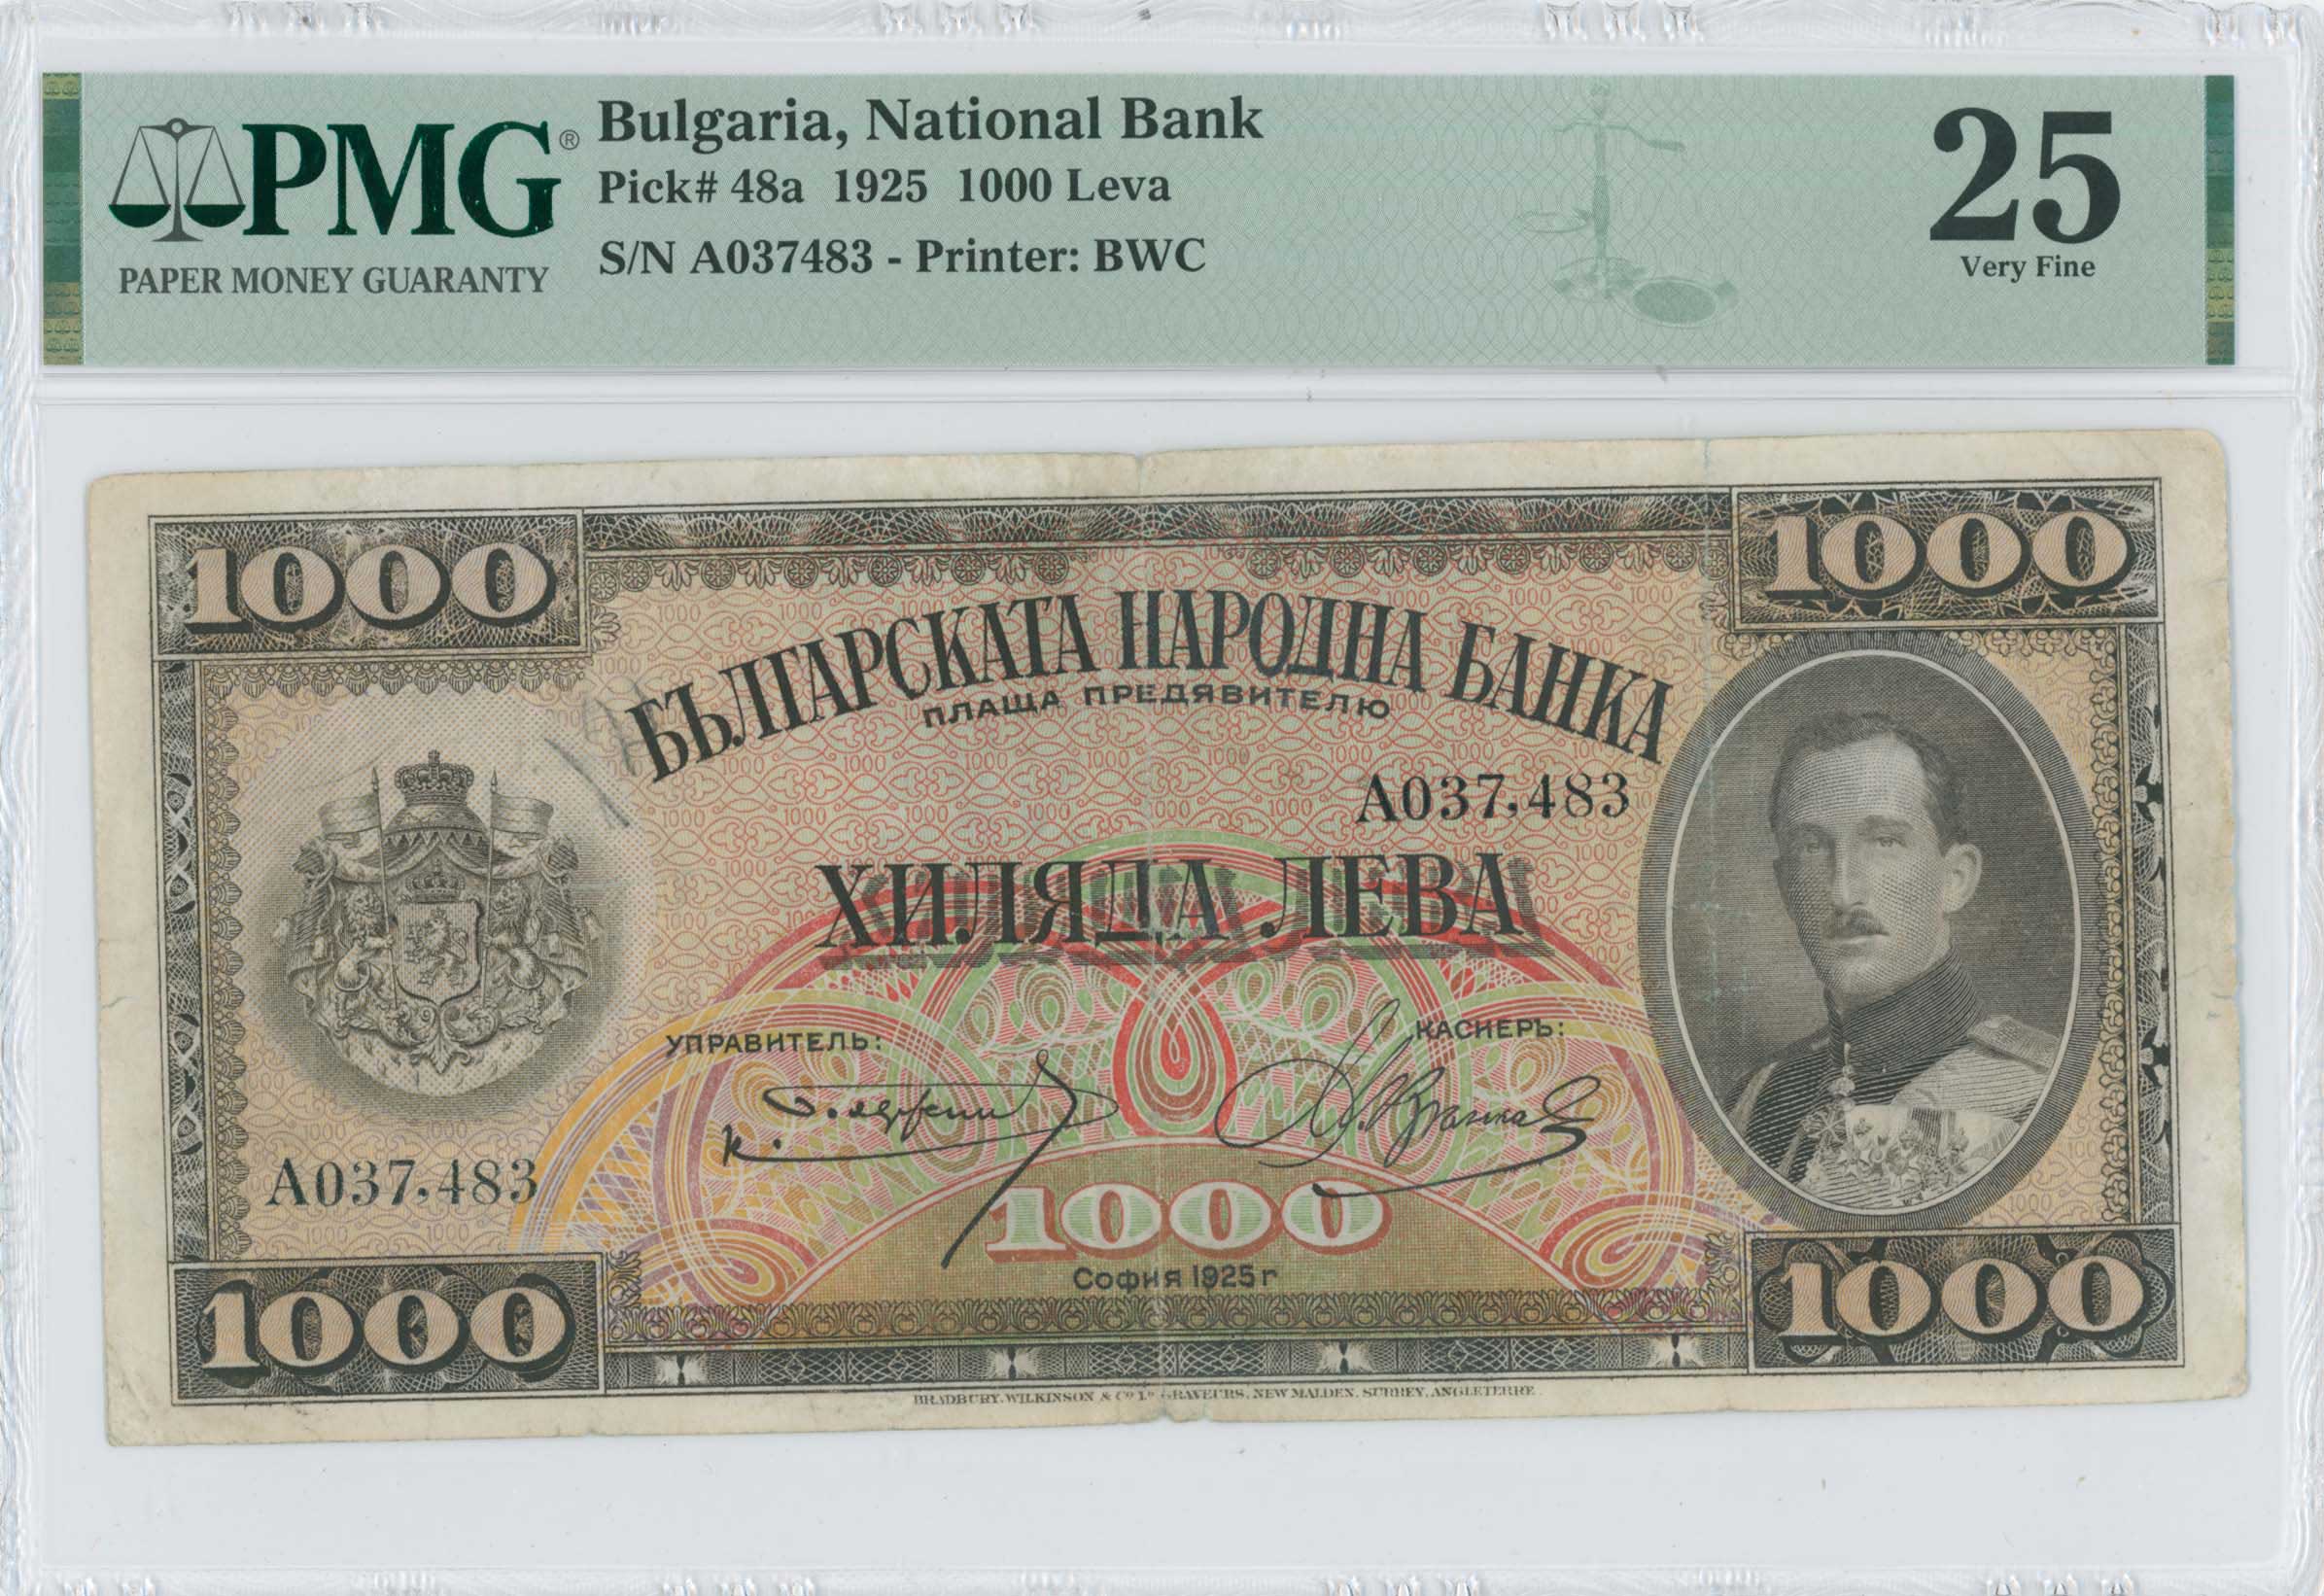 PMG®
PAPER MONEY GUARANTY
Bulgaria, National Bank
Pick# 48a 1925 1000 Leva
S/N A037483 - Printer: BWC
25
Very Fine
1000
1000
БЪЛГАРСКАТА НАРОДНА БАНКА
ПЛАЩА ПРЕДЯВИТЕЛЮ
A037,483
ХИЛЯДА ЛЕВА
УПРАВИТЕЛЬ:
КАСИЕРЪ:
A037,483
1000
София 1925 г
1000
1000
BRADBURY, WILKINSON & Cº Lᴰ GRAVEURS, NEW MALDEN, SURREY, ANGLETERRE